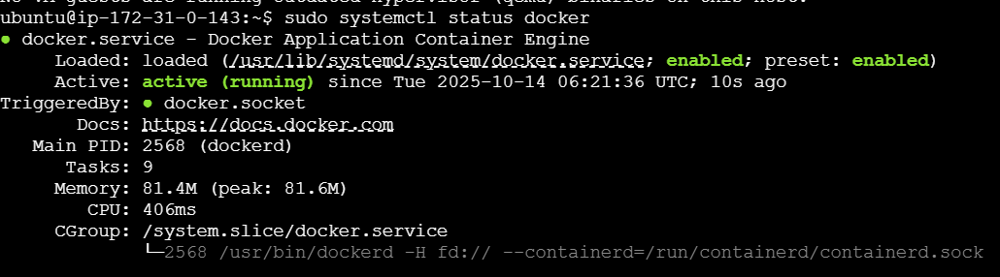 ubuntu@ip-172-31-0-143:~$ sudo systemctl status docker
● docker.service - Docker Application Container Engine
     Loaded: loaded (/usr/lib/systemd/system/docker.service; enabled; preset: enabled)
     Active: active (running) since Tue 2025-10-14 06:21:36 UTC; 10s ago
TriggeredBy: ● docker.socket
       Docs: https://docs.docker.com
   Main PID: 2568 (dockerd)
      Tasks: 9
     Memory: 81.4M (peak: 81.6M)
        CPU: 406ms
     CGroup: /system.slice/docker.service
             └─2568 /usr/bin/dockerd -H fd:// --containerd=/run/containerd/containerd.sock